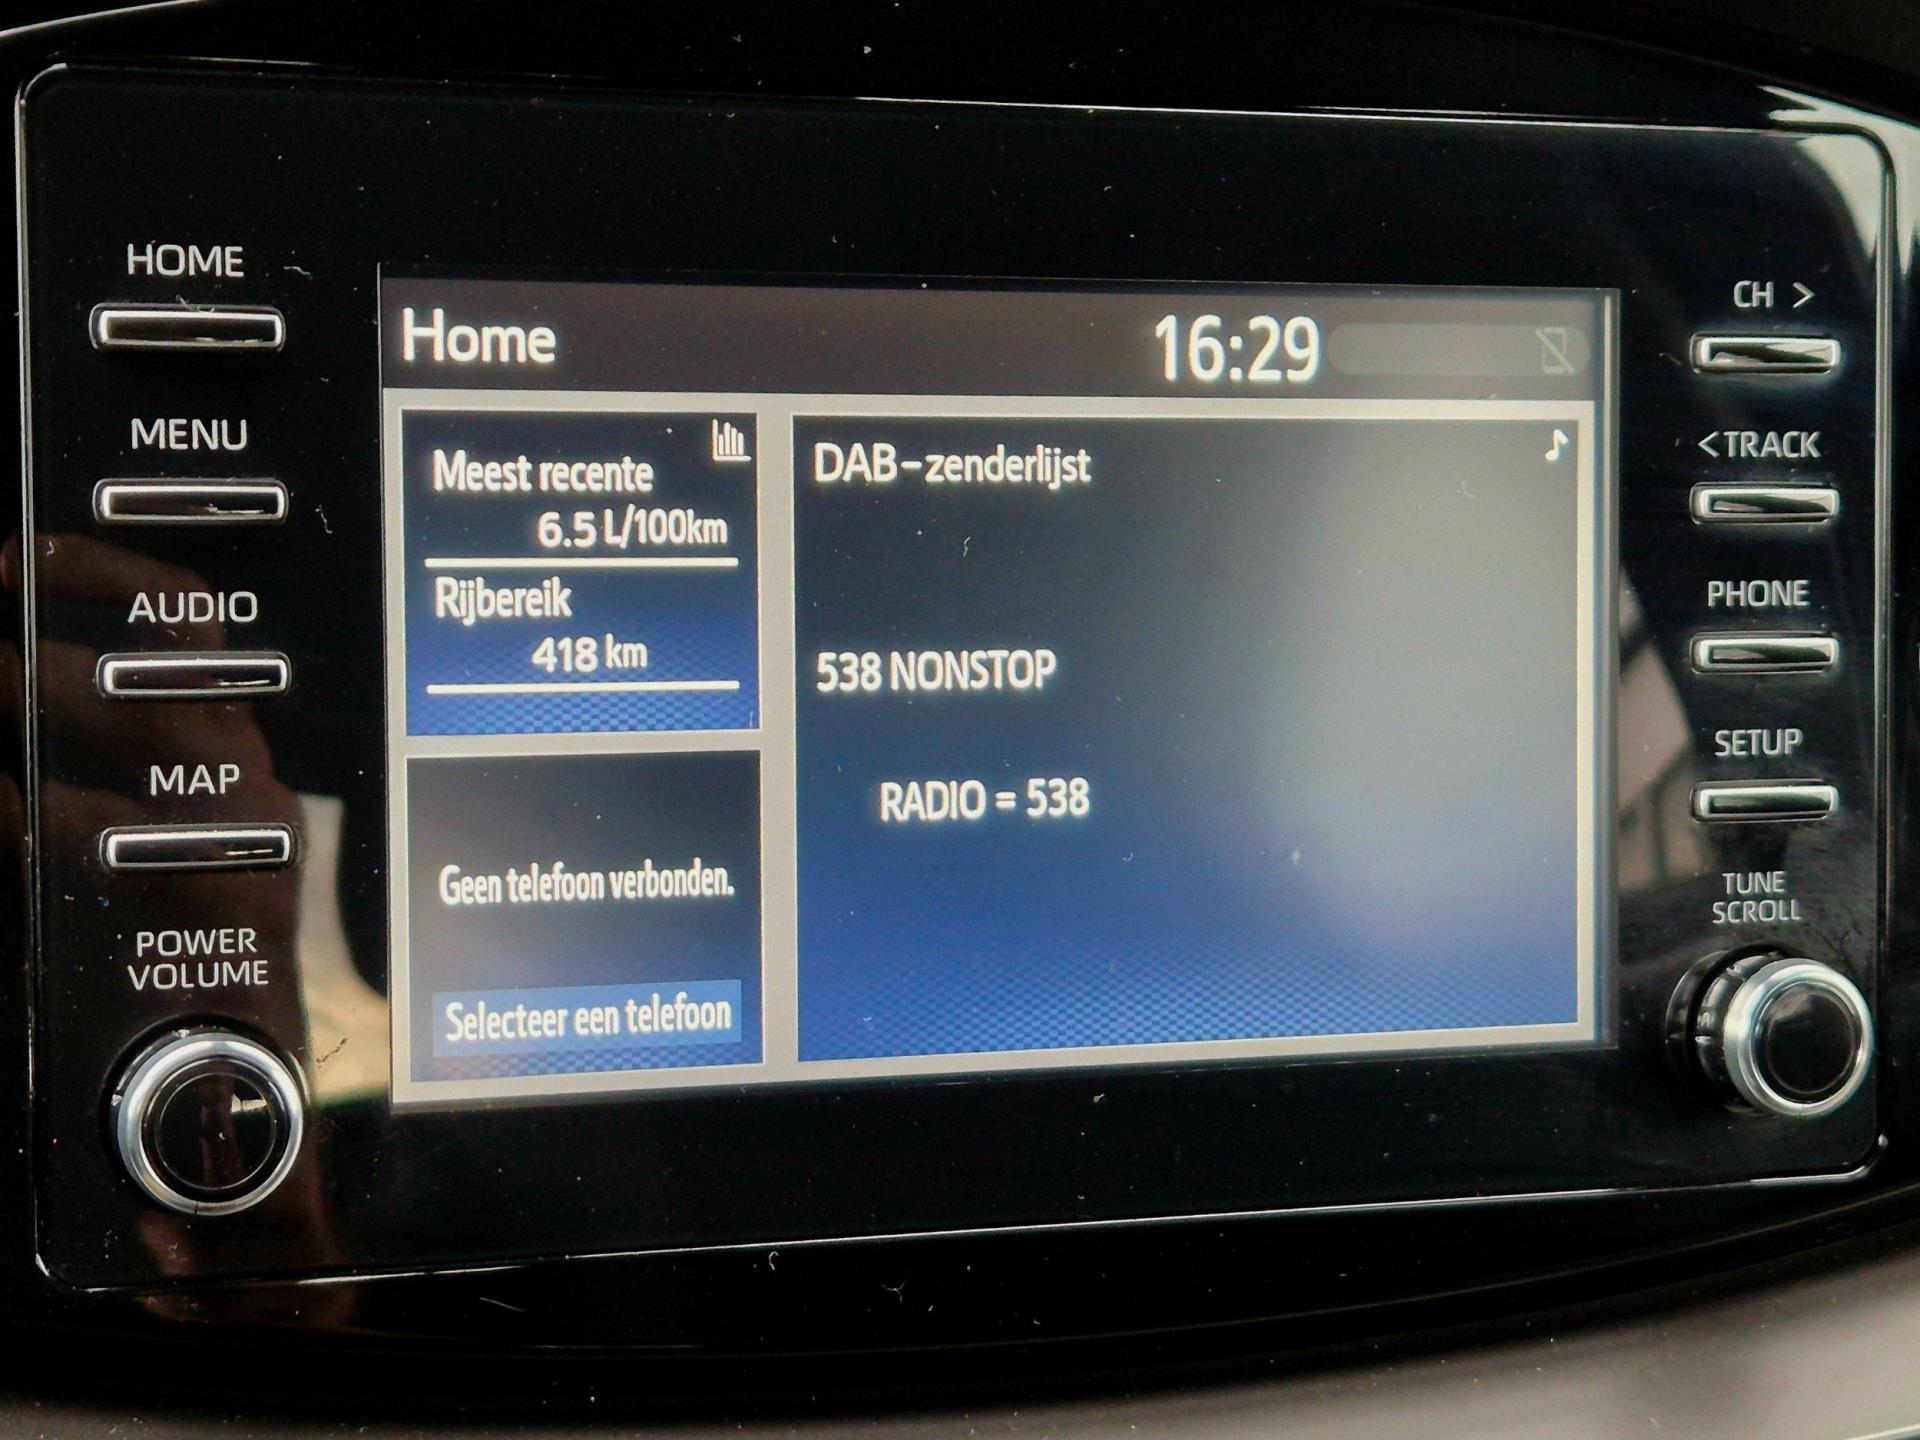 HOME
MENU
AUDIO
MAP
POWER
VOLUME
Home
16:29
Meest recente
6.5 L/100km
Rijbereik
418 km
Geen telefoon verbonden.
Selecteer een telefoon
DAB-zenderlijst
538 NONSTOP
RADIO = 538
CH >
<TRACK
PHONE
SETUP
TUNE
SCROLL